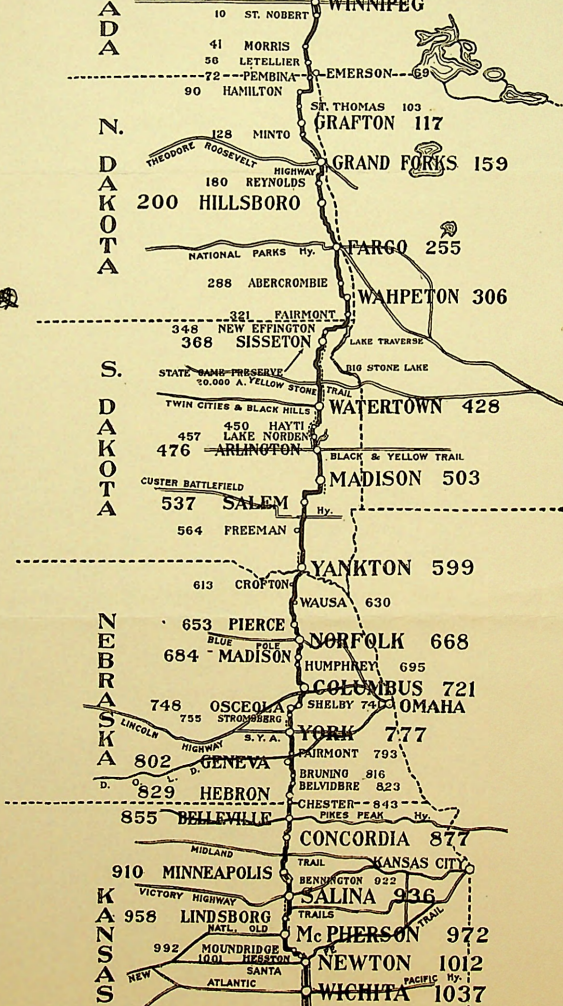 ADA
WINNIPEG
10 ST. NOBERT
41 MORRIS
56 LETELLIER
72 PEMBINA
EMERSON 69
90 HAMILTON
ST. THOMAS 103
N. DAKOTA
GRAFTON 117
128 MINTO
THEODORE ROOSEVELT HIGHWAY
GRAND FORKS 159
180 REYNOLDS
200 HILLSBORO
FARGO 255
NATIONAL PARKS Hy.
288 ABERCROMBIE
WAHPETON 306
321 FAIRMONT
348 NEW EFFINGTON
368 SISSETON
LAKE TRAVERSE
S. DAKOTA
BIG STONE LAKE
STATE GAME PRESERVE
20.000 A.
YELLOW STONE TRAIL
TWIN CITIES & BLACK HILLS
WATERTOWN 428
450 HAYTI
457 LAKE NORDEN
476 ARLINGTON
BLACK & YELLOW TRAIL
MADISON 503
CUSTER BATTLEFIELD Hy.
537 SALEM
564 FREEMAN
YANKTON 599
613 CROFTON
WAUSA 630
NEBRASKA
653 PIERCE
BLUE POLE
NORFOLK 668
684 MADISON
HUMPHREY 695
COLUMBUS 721
748 OSCEOLA
SHELBY 74
OMAHA
755 STROMSBERG
LINCOLN HIGHWAY
S.Y.A.
YORK 777
802 GENEVA
FAIRMONT 793
D. O. L. D.
BRUNING 816
829 HEBRON
BELVIDBRE 823
CHESTER 843
855 BELLEVILLE
PIKES PEAK Hy.
CONCORDIA 877
MIDLAND TRAIL
KANSAS CITY
910 MINNEAPOLIS
BENNINGTON 922
KANSAS
VICTORY HIGHWAY
SALINA 936
958 LINDSBORG
TRAILS
TRAIL
NATL. OLD
McPHERSON 972
992 MOUNDRIDGE
1001 HESSTON
NEWTON 1012
NEW SANTA FE
ATLANTIC PACIFIC Hy.
WICHITA 1037